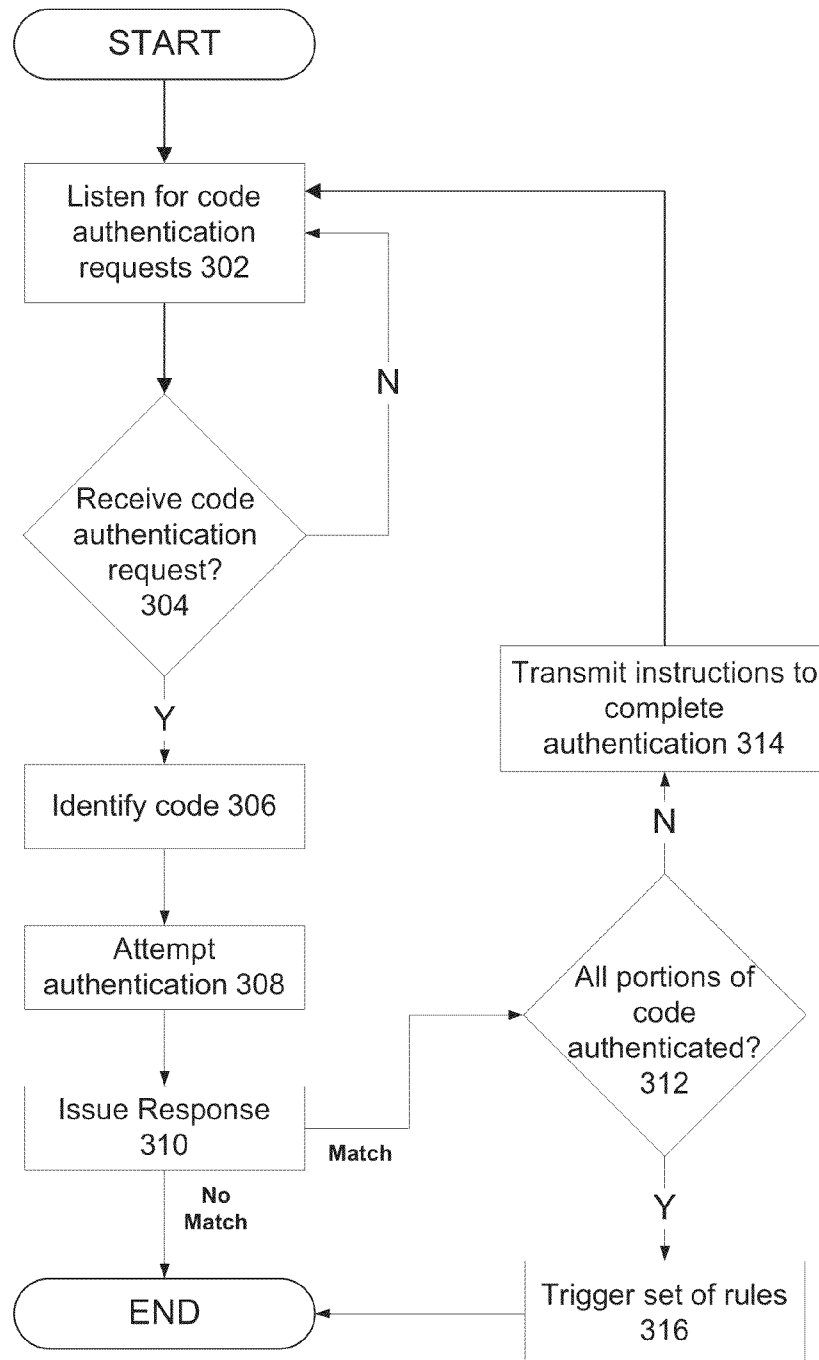 START
Listen for code
authentication
requests 302
N
Receive code
authentication
request?
304
Y
Identify code 306
Attempt
authentication 308
Issue Response
310
Match
No
Match
END
Transmit instructions to
complete
authentication 314
N
All portions of
code
authenticated?
312
Y
Trigger set of rules
316